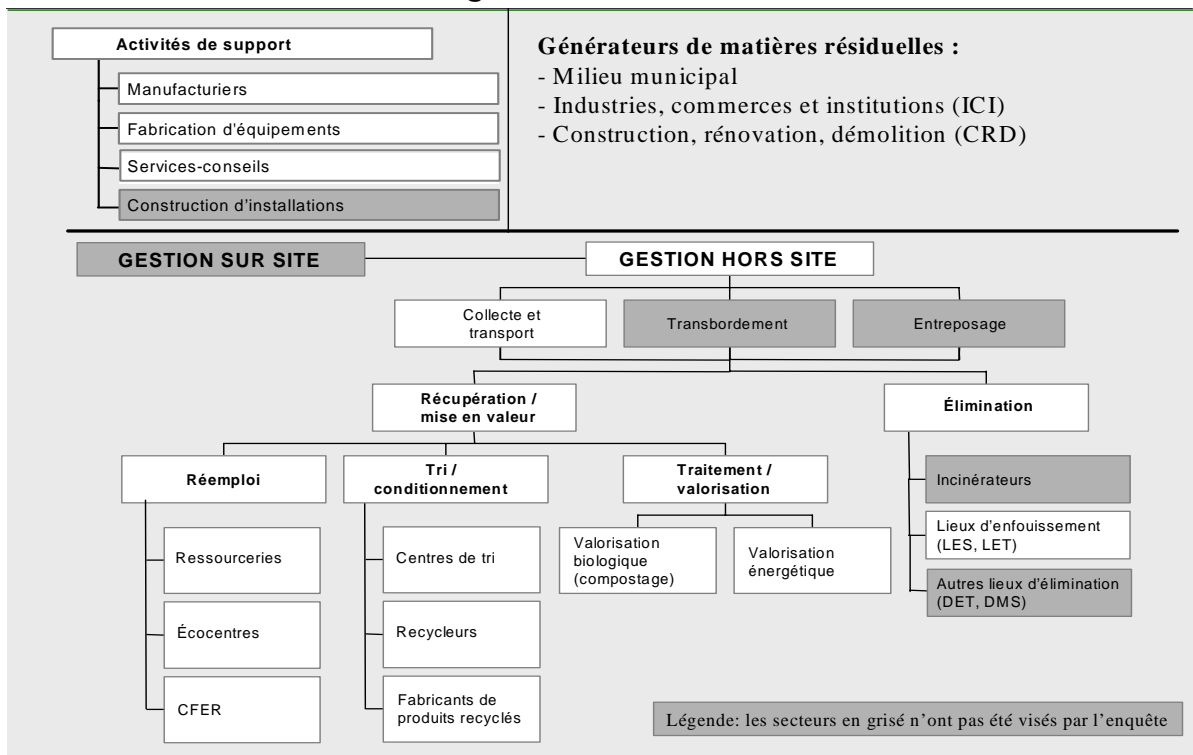 Activités de support
Manufacturiers
Fabrication d'équipements
Services-conseils
Construction d'installations
Générateurs de matières résiduelles :
- Milieu municipal
- Industries, commerces et institutions (ICI)
- Construction, rénovation, démolition (CRD)
GESTION SUR SITE
GESTION HORS SITE
Collecte et
transport
Transbordement
Entreposage
Récupération /
mise en valeur
Élimination
Réemploi
Tri /
conditionnement
Traitement /
valorisation
Ressourceries
Écocentres
CFER
Centres de tri
Recycleurs
Fabricants de
produits recyclés
Valorisation
biologique
(compostage)
Valorisation
énergétique
Incinérateurs
Lieux d'enfouissement
(LES, LET)
Autres lieux d'élimination
(DET, DMS)
Légende: les secteurs en grisé n'ont pas été visés par l'enquête